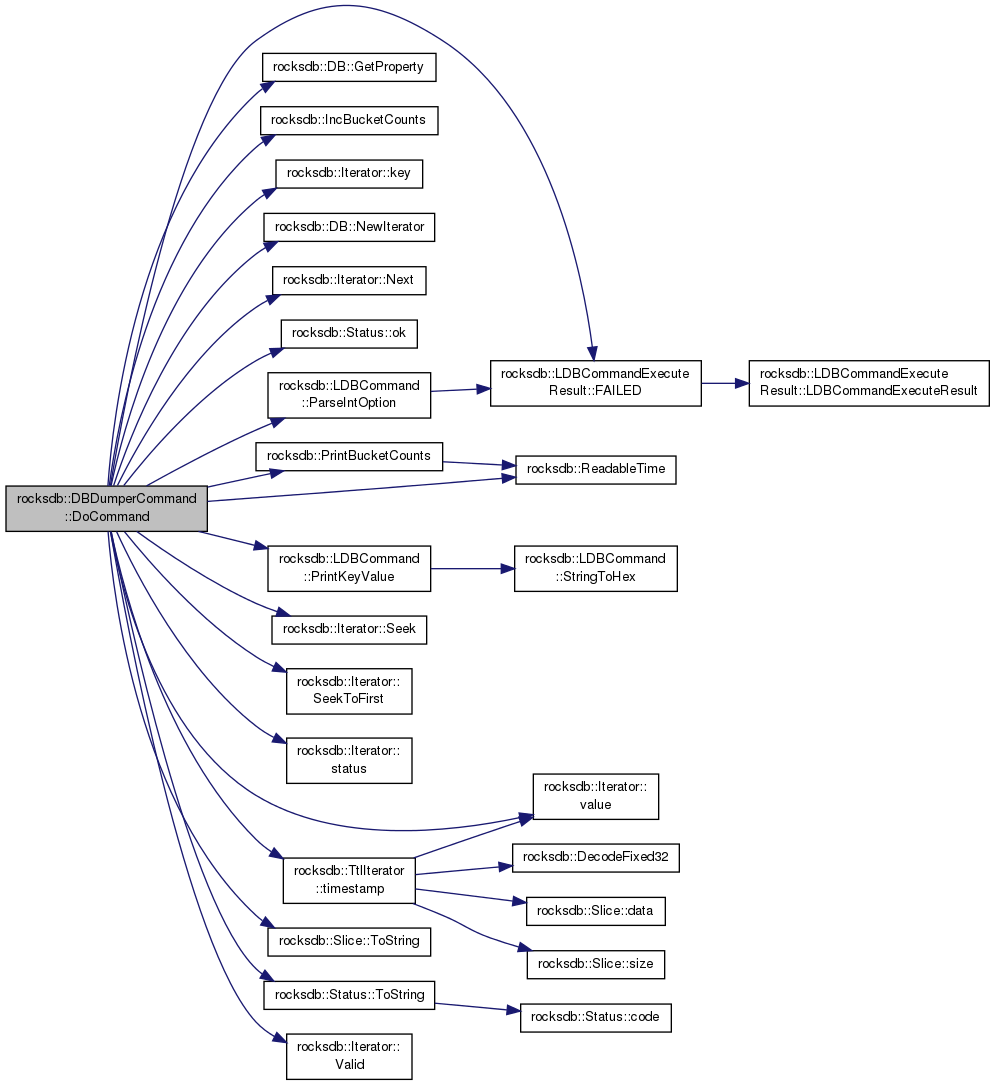 rocksdb::DB::GetProperty
rocksdb::IncBucketCounts
rocksdb::Iterator::key
rocksdb::DB::NewIterator
rocksdb::Iterator::Next
rocksdb::Status::ok
rocksdb::LDBCommand
::ParseIntOption
rocksdb::LDBCommandExecute
Result::FAILED
rocksdb::LDBCommandExecute
Result::LDBCommandExecuteResult
rocksdb::PrintBucketCounts
rocksdb::ReadableTime
rocksdb::DBDumperCommand
::DoCommand
rocksdb::LDBCommand
::PrintKeyValue
rocksdb::LDBCommand
::StringToHex
rocksdb::Iterator::Seek
rocksdb::Iterator::
SeekToFirst
rocksdb::Iterator::
status
rocksdb::Iterator::
value
rocksdb::TtlIterator
::timestamp
rocksdb::DecodeFixed32
rocksdb::Slice::data
rocksdb::Slice::ToString
rocksdb::Slice::size
rocksdb::Status::ToString
rocksdb::Status::code
rocksdb::Iterator::
Valid